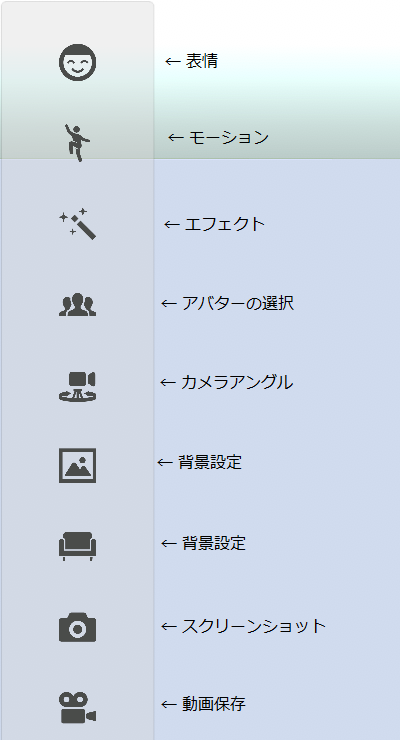 ← 表情
← モーション
← エフェクト
← アバターの選択
← カメラアングル
← 背景設定
← 背景設定
← スクリーンショット
← 動画保存